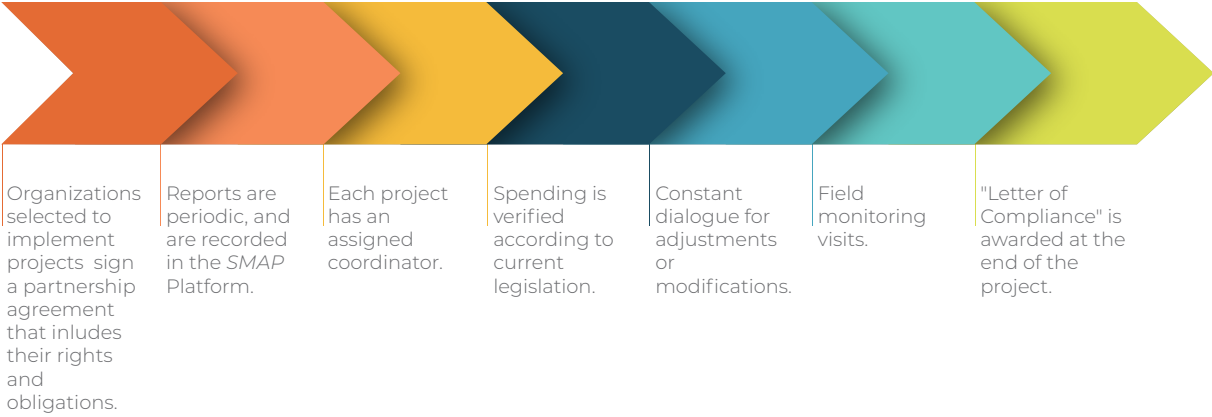 Organizations
selected to
implement
projects  sign
a partnership
agreement
that inludes
their rights
and
obligations.
Reports are
periodic, and
are recorded
in the SMAP
Platform.
Each project
has an
assigned
coordinator.
Spending is
verified
according to
current
legislation.
Constant
dialogue for
adjustments
or
modifications.
Field
monitoring
visits.
"Letter of
Compliance" is
awarded at the
end of the
project.